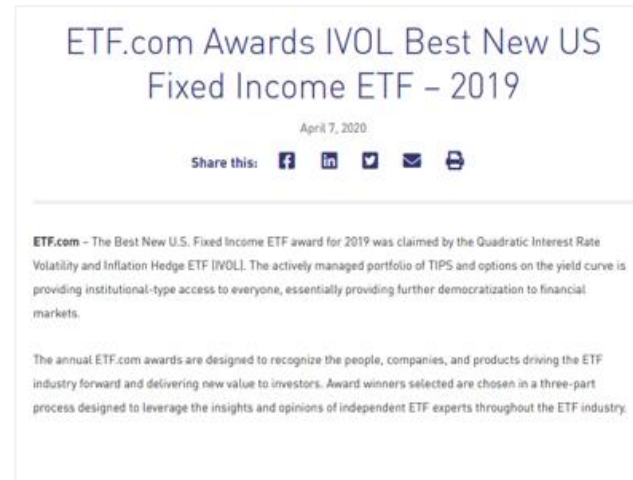 ETF.com Awards IVOL Best New US
Fixed Income ETF – 2019
April 7, 2020
Share this:
ETF.com – The Best New U.S. Fixed Income ETF award for 2019 was claimed by the Quadratic Interest Rate
Volatility and Inflation Hedge ETF (IVOL). The actively managed portfolio of TIPS and options on the yield curve is
providing institutional-type access to everyone, essentially providing further democratization to financial
markets.
The annual ETF.com awards are designed to recognize the people, companies, and products driving the ETF
industry forward and delivering new value to investors. Award winners selected are chosen in a three-part
process designed to leverage the insights and opinions of independent ETF experts throughout the ETF industry.